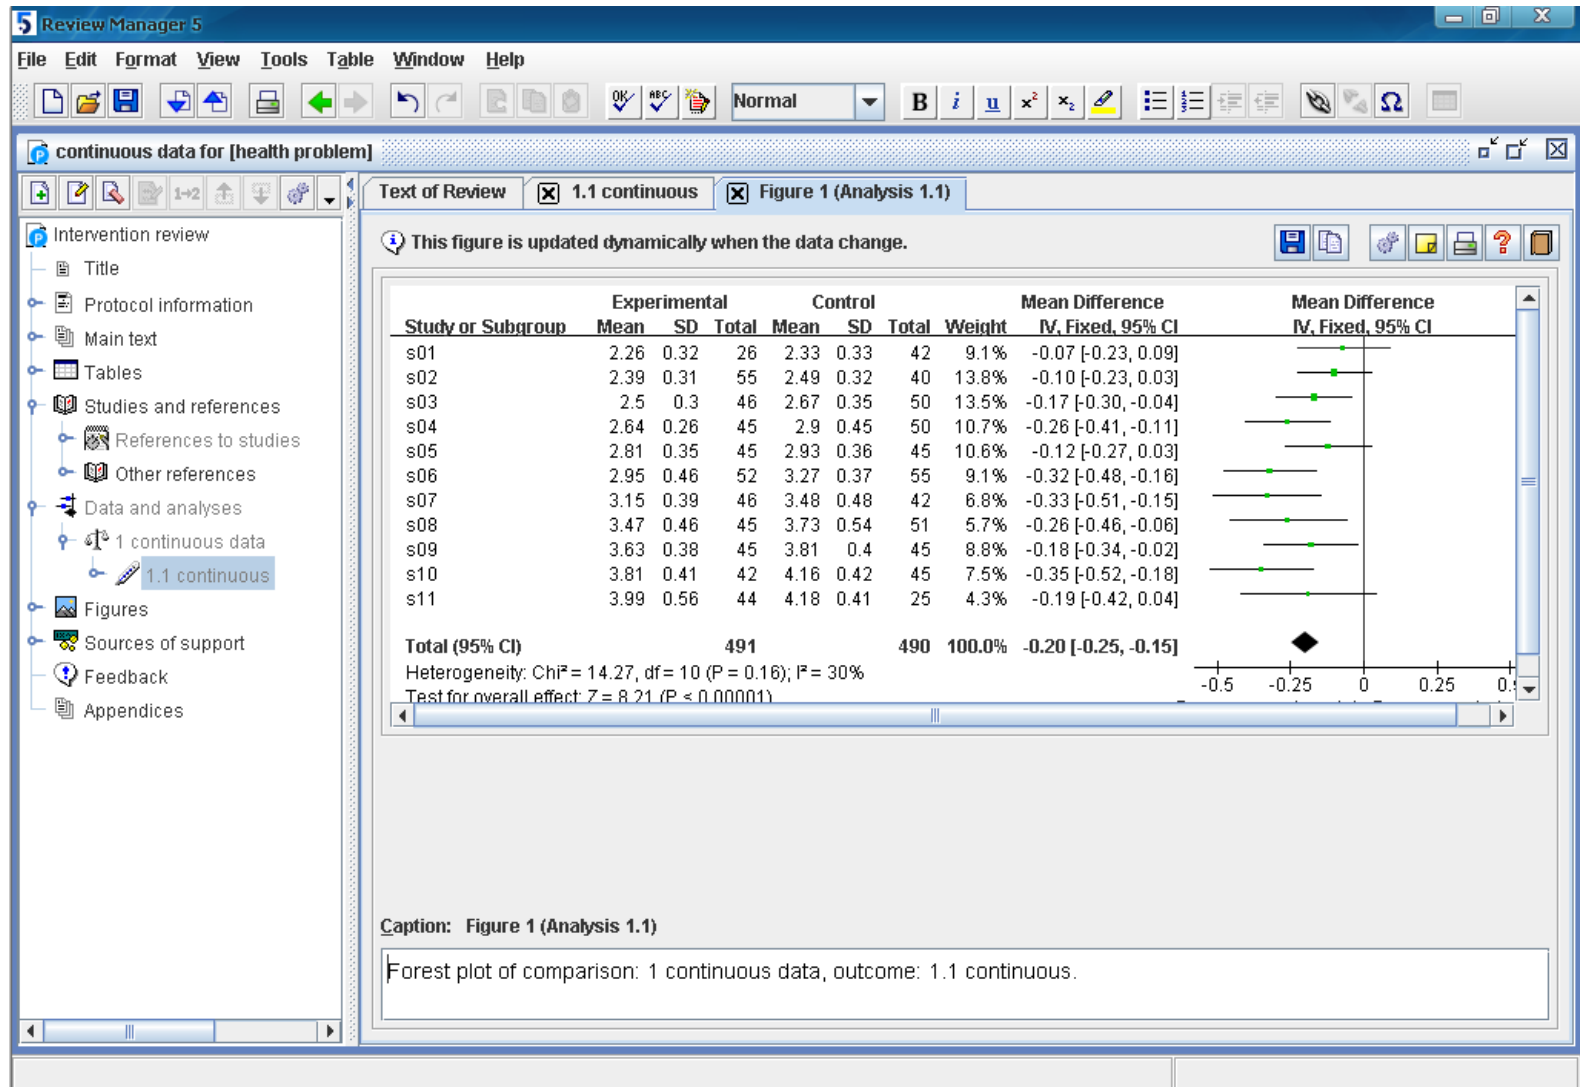 Review Manager 5
File Edit Format View Tools Table Window Help
Normal
continuous data for [health problem]
Text of Review
1.1 continuous
Figure 1 (Analysis 1.1)
Intervention review
Title
Protocol information
Main text
Tables
Studies and references
References to studies
Other references
Data and analyses
1 continuous data
1.1 continuous
Figures
Sources of support
Feedback
Appendices
This figure is updated dynamically when the data change.
Experimental Control Mean Difference Mean Difference
Study or Subgroup Mean SD Total Mean SD Total Weight IV, Fixed, 95% CI IV, Fixed, 95% CI
s01 2.26 0.32 26 2.33 0.33 42 9.1% -0.07 [-0.23, 0.09]
s02 2.39 0.31 55 2.49 0.32 40 13.8% -0.10 [-0.23, 0.03]
s03 2.5 0.3 46 2.67 0.35 50 13.5% -0.17 [-0.30, -0.04]
s04 2.64 0.26 45 2.9 0.45 50 10.7% -0.26 [-0.41, -0.11]
s05 2.81 0.35 45 2.93 0.36 45 10.6% -0.12 [-0.27, 0.03]
s06 2.95 0.46 52 3.27 0.37 55 9.1% -0.32 [-0.48, -0.16]
s07 3.15 0.39 46 3.48 0.48 42 6.8% -0.33 [-0.51, -0.15]
s08 3.47 0.46 45 3.73 0.54 51 5.7% -0.26 [-0.46, -0.06]
s09 3.63 0.38 45 3.81 0.4 45 8.8% -0.18 [-0.34, -0.02]
s10 3.81 0.41 42 4.16 0.42 45 7.5% -0.35 [-0.52, -0.18]
s11 3.99 0.56 44 4.18 0.41 25 4.3% -0.19 [-0.42, 0.04]
Total (95% CI) 491 490 100.0% -0.20 [-0.25, -0.15]
Heterogeneity: Chi² = 14.27, df = 10 (P = 0.16); I² = 30%
Test for overall effect: Z = 8.21 (P < 0.00001)
-0.5 -0.25 0 0.25
Caption: Figure 1 (Analysis 1.1)
Forest plot of comparison: 1 continuous data, outcome: 1.1 continuous.